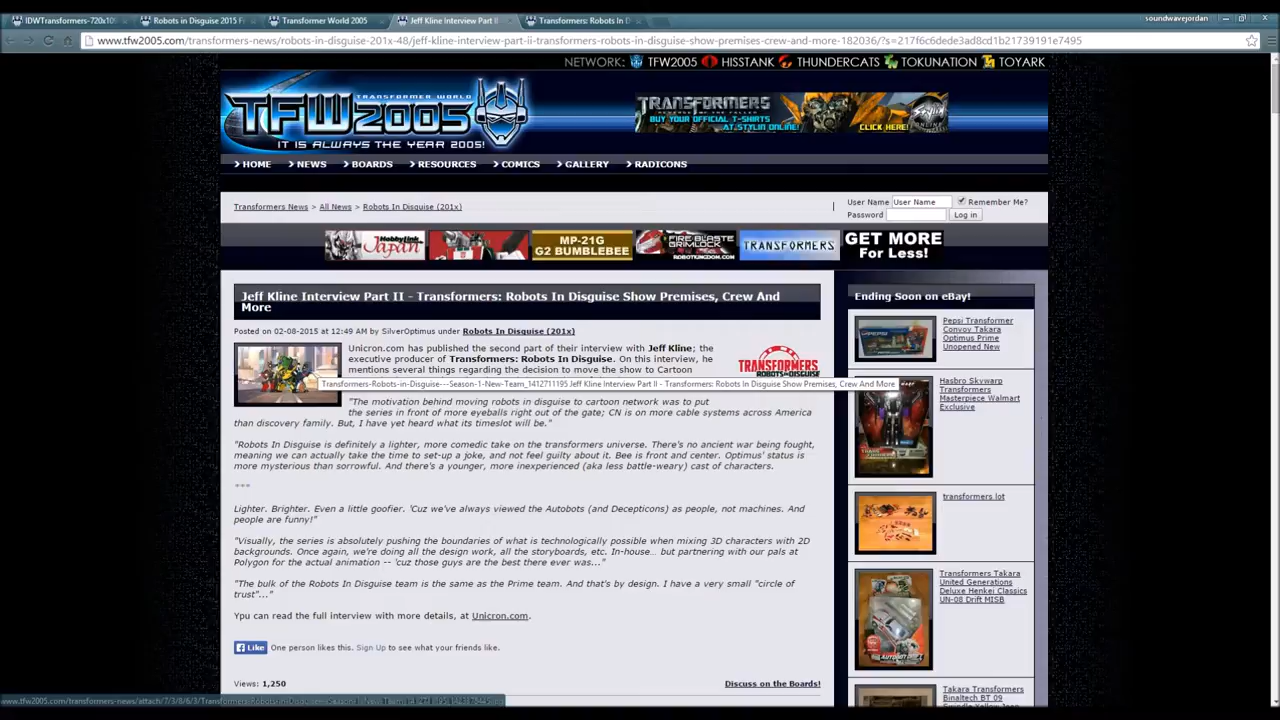 IDWTransformer-720x10
Robots in Disguise 2015 F
Transformer World 2005
Jeff Kline Interview Part II
Transformers: Robots In D
soundwavejordan
www.tfw2005.com/transformers-news/robots-in-disguise-201x-48/jeff-kline-interview-part-ii-transformers-robots-in-disguise-show-premises-crew-and-more-182036/?s=217f6c6dede3ad8cd1b21739191e7495
NETWORK: TFW2005 HISSTANK THUNDERCATS TOKUNATION TOYARK
TRANSFORMER WORLD
TFW2005
IT IS ALWAYS THE YEAR 2005!
TRANSFORMERS
REVENGE OF THE FALLEN
BUY YOUR OFFICIAL T-SHIRTS
AT STYLIN ONLINE!
CLICK HERE!
STYLIN
ONLINE
HOME NEWS BOARDS RESOURCES COMICS GALLERY RADICONS
Transformers News > All News > Robots In Disguise (201x)
User Name User Name Remember Me?
Password Log in
HobbyLink
Japan
MP-21G
G2 BUMBLEBEE
FIRE BLASTE
GRIMLOCK
ROBOTKINGDOM.COM
TRANSFORMERS
GET MORE
For Less!
Jeff Kline Interview Part II - Transformers: Robots In Disguise Show Premises, Crew And
More
Posted on 02-08-2015 at 12:49 AM by SilverOptimus under Robots In Disguise (201x)
Unicron.com has published the second part of their interview with Jeff Kline; the
executive producer of Transformers: Robots In Disguise. On this interview, he
mentions several things regarding the decision to move the show to Cartoon
TRANSFORMERS
ROBOTS IN DISGUISE
Transformers-Robots-in-Disguise---Season-1-New-Team_1412711195 Jeff Kline Interview Part II - Transformers: Robots In Disguise Show Premises, Crew And More
"The motivation behind moving robots in disguise to cartoon network was to put
the series in front of more eyeballs right out of the gate; CN is on more cable systems across America
than discovery family. But, I have yet heard what its timeslot will be."
"Robots In Disguise is definitely a lighter, more comedic take on the transformers universe. There's no ancient war being fought,
meaning we can actually take the time to set-up a joke, and not feel guilty about it. Bee is front and center. Optimus' status is
more mysterious than sorrowful. And there's a younger, more inexperienced (aka less battle-weary) cast of characters.
***
Lighter. Brighter. Even a little goofier. 'Cuz we've always viewed the Autobots (and Decepticons) as people, not machines. And
people are funny!"
"Visually, the series is absolutely pushing the boundaries of what is technologically possible when mixing 3D characters with 2D
backgrounds. Once again, we're doing all the design work, all the storyboards, etc. In-house... but partnering with our pals at
Polygon for the actual animation -- 'cuz those guys are the best there ever was..."
"The bulk of the Robots In Disguise team is the same as the Prime team. And that's by design. I have a very small "circle of
trust"..."
Ypu can read the full interview with more details, at Unicron.com.
Like One person likes this. Sign Up to see what your friends like.
Views: 1,250
Discuss on the Boards!
Ending Soon on eBay!
Pepsi Transformer
Convoy Takara
Optimus Prime
Unopened New
Hasbro Skywarp
Transformers
Masterpiece Walmart
Exclusive
transformers lot
Transformers Takara
United Generations
Deluxe Henkei Classics
UN-08 Drift MISB
Takara Transformers
Binaltech BT 09